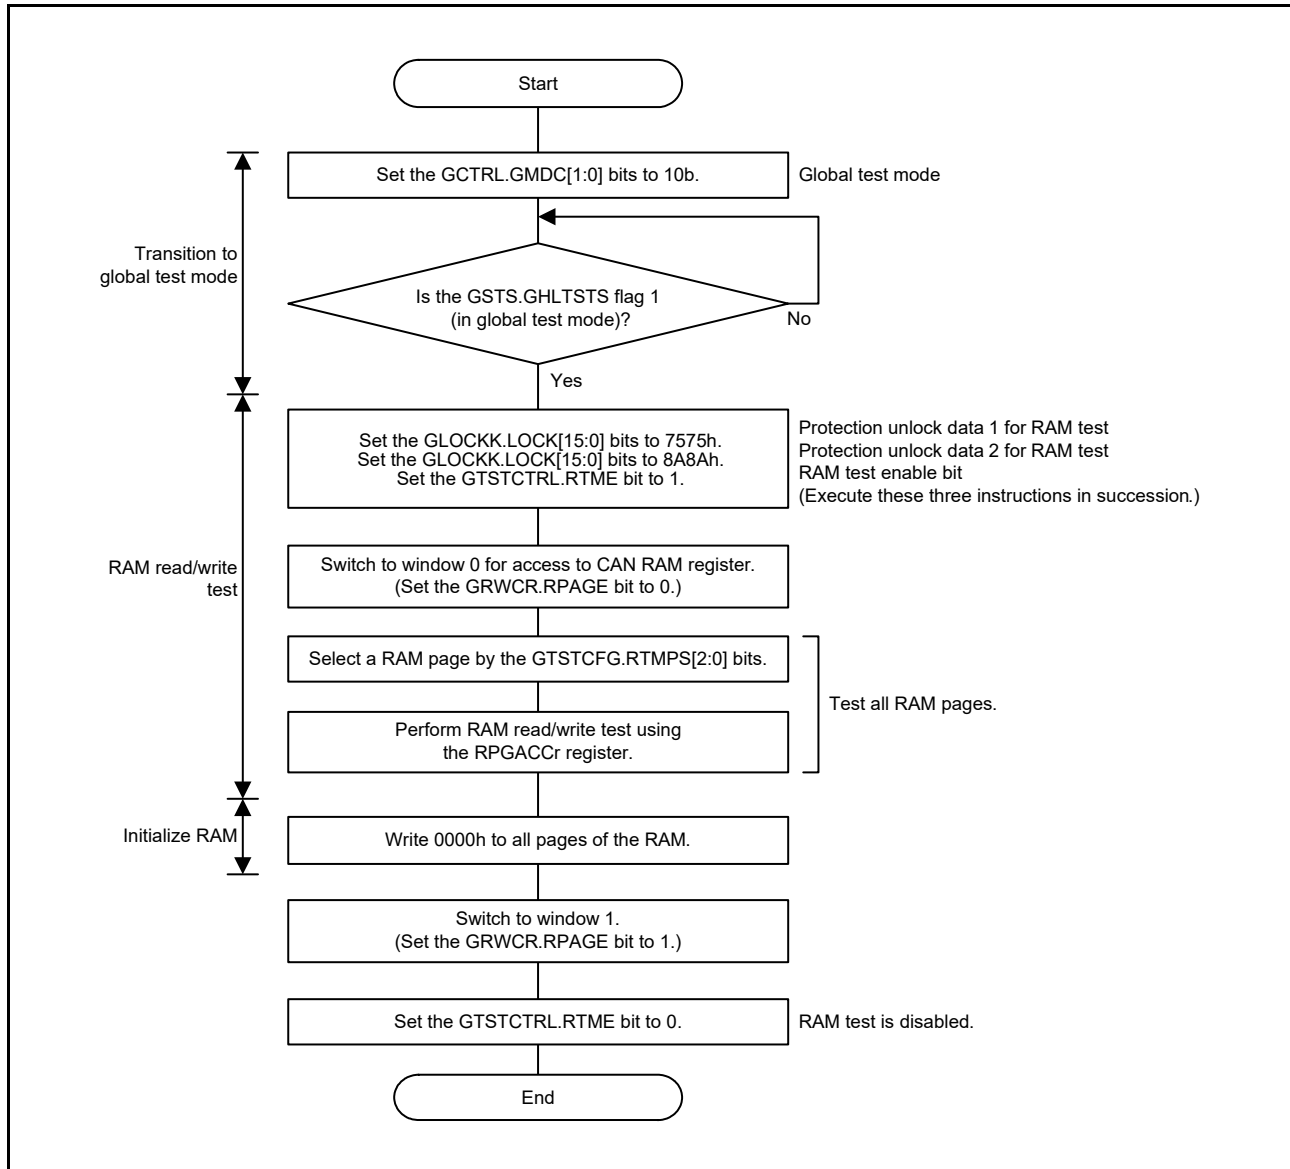 Start
Set the GCTRL.GMDC[1:0] bits to 10b.
Global test mode
Transition to
global test mode
Is the GSTS.GHLTSTS flag 1
(in global test mode)?
No
Yes
Set the GLOCKK.LOCK[15:0] bits to 7575h.
Set the GLOCKK.LOCK[15:0] bits to 8A8Ah.
Set the GTSTCTRL.RTME bit to 1.
Protection unlock data 1 for RAM test
Protection unlock data 2 for RAM test
RAM test enable bit
(Execute these three instructions in succession.)
RAM read/write
test
Switch to window 0 for access to CAN RAM register.
(Set the GRWCR.RPAGE bit to 0.)
Select a RAM page by the GTSTCFG.RTMPS[2:0] bits.
Perform RAM read/write test using
the RPGACCr register.
Test all RAM pages.
Initialize RAM
Write 0000h to all pages of the RAM.
Switch to window 1.
(Set the GRWCR.RPAGE bit to 1.)
Set the GTSTCTRL.RTME bit to 0.
RAM test is disabled.
End